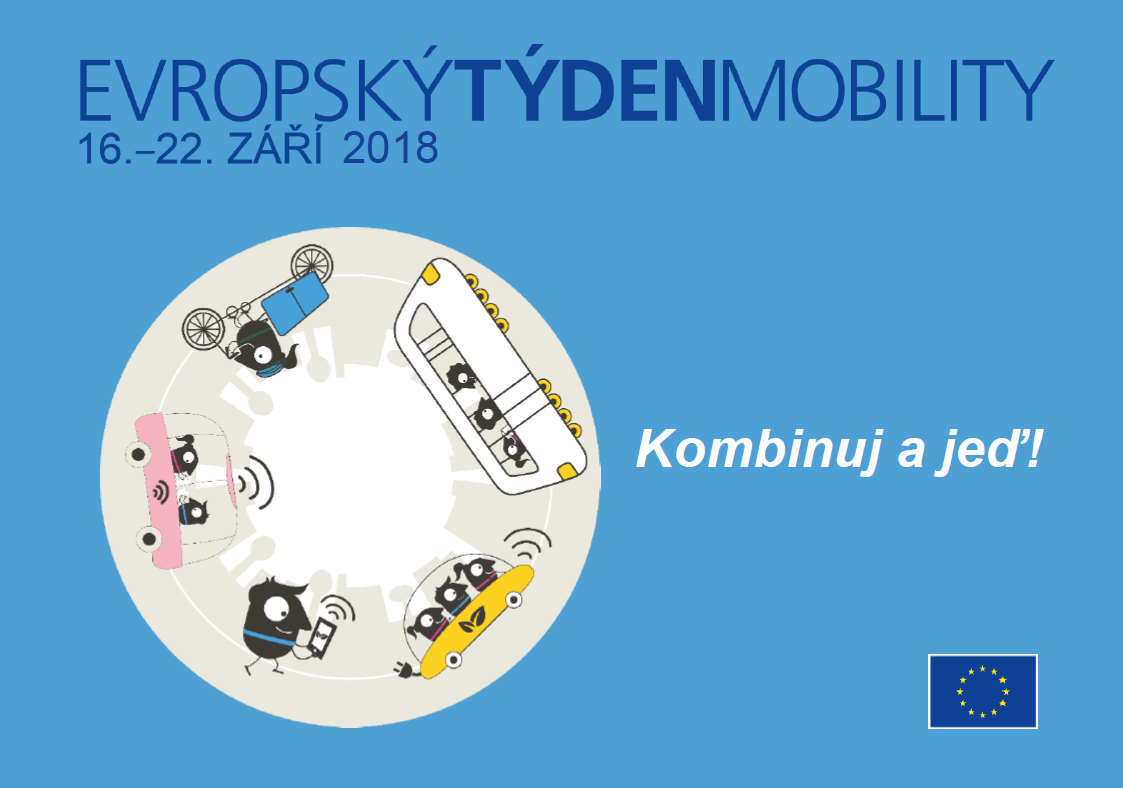 EVROPSKÝTÝDENMOBILITY
16.–22. ZÁŘÍ 2018
Kombinuj a jeď!